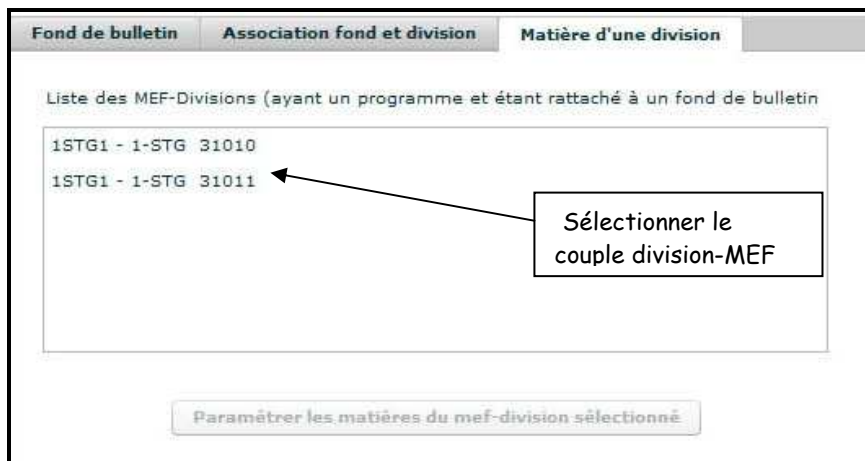 Fond de bulletin Association fond et division Matière d'une division
Liste des MEF-Divisions (ayant un programme et étant rattaché à un fond de bulletin
1STG1 - 1-STG 31010
1STG1 - 1-STG 31011
Sélectionner le
couple division-MEF
Paramétrer les matières du mef-division sélectionné